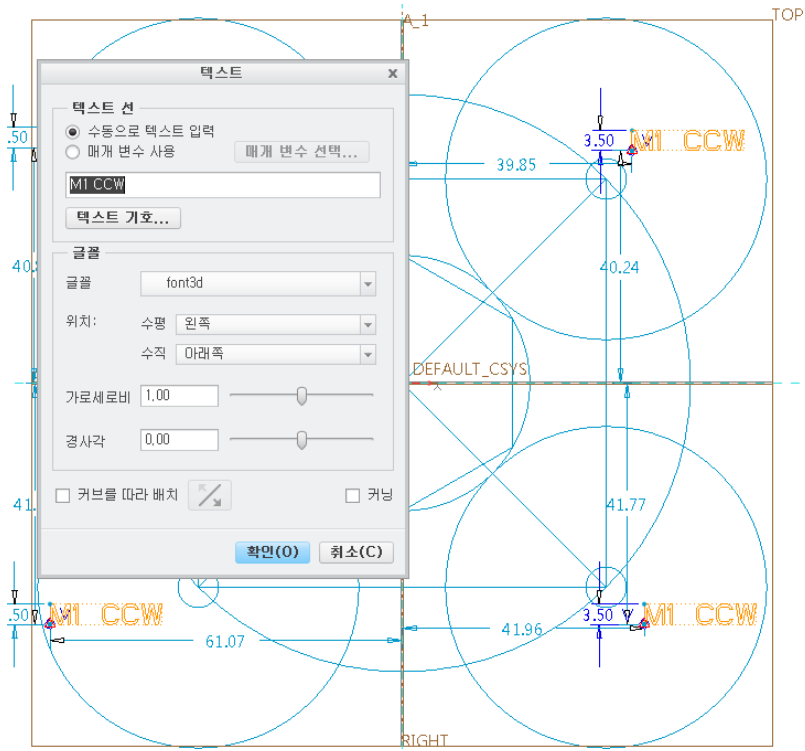 TOP
A_1
텍스트 x
텍스트 선
수동으로 텍스트 입력
매개 변수 사용
매개 변수 선택...
M1 CCW
텍스트 기호...
글꼴
글꼴 font3d
위치: 수평 왼쪽
수직 아래쪽
가로세로비 1,00
경사각 0,00
커브를 따라 배치
커닝
확인(O) 취소(C)
.50
39.85
3.50
M1 CCW
40.24
DEFAULT_CSYS
X
41.77
.50
M1 CCW
61.07
41.96
3.50
M1 CCW
RIGHT